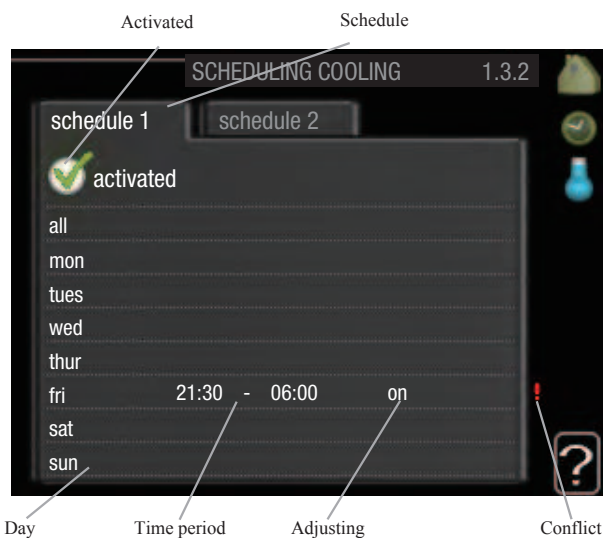 Activated Schedule
SCHEDULING COOLING 1.3.2
schedule 1 schedule 2
activated
all
mon
tues
wed
thur
fri 21:30 - 06:00 on !
sat
sun
?
Day Time period Adjusting Conflict